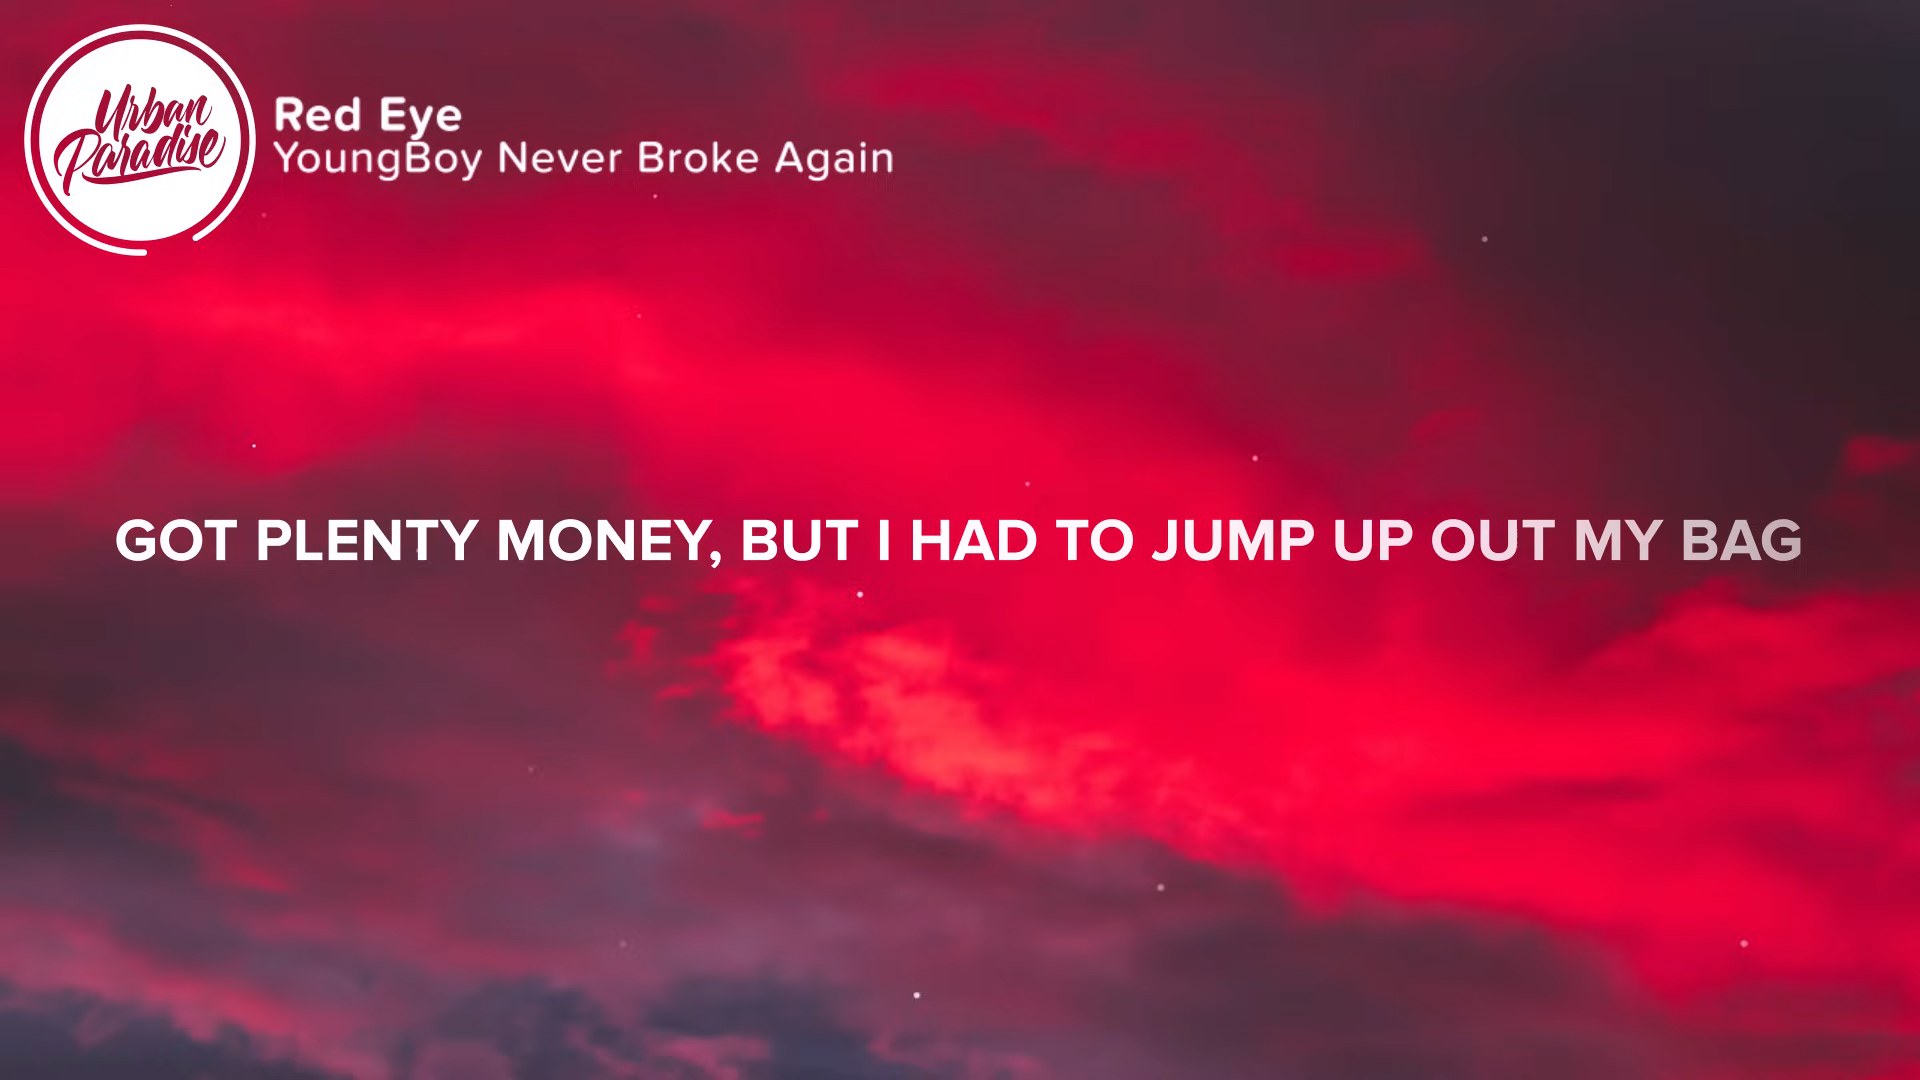 Urban
Paradise
Red Eye
YoungBoy Never Broke Again
GOT PLENTY MONEY, BUT I HAD TO JUMP UP OUT MY BAG